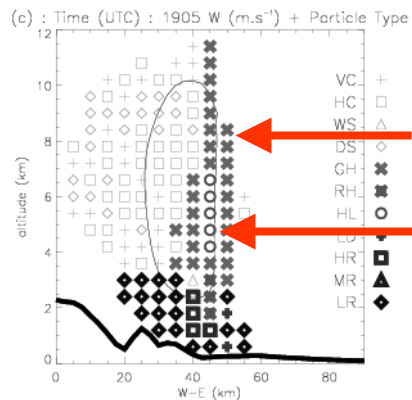 (c) : Time (UTC) : 1905 W (m.s⁻¹) + Particle Type
12
10
8
6
4
2
0
altitude (km)
VC
HC
WS
DS
GH
RH
HL
LD
HR
MR
LR
0 20 40 60 80
W-E (km)